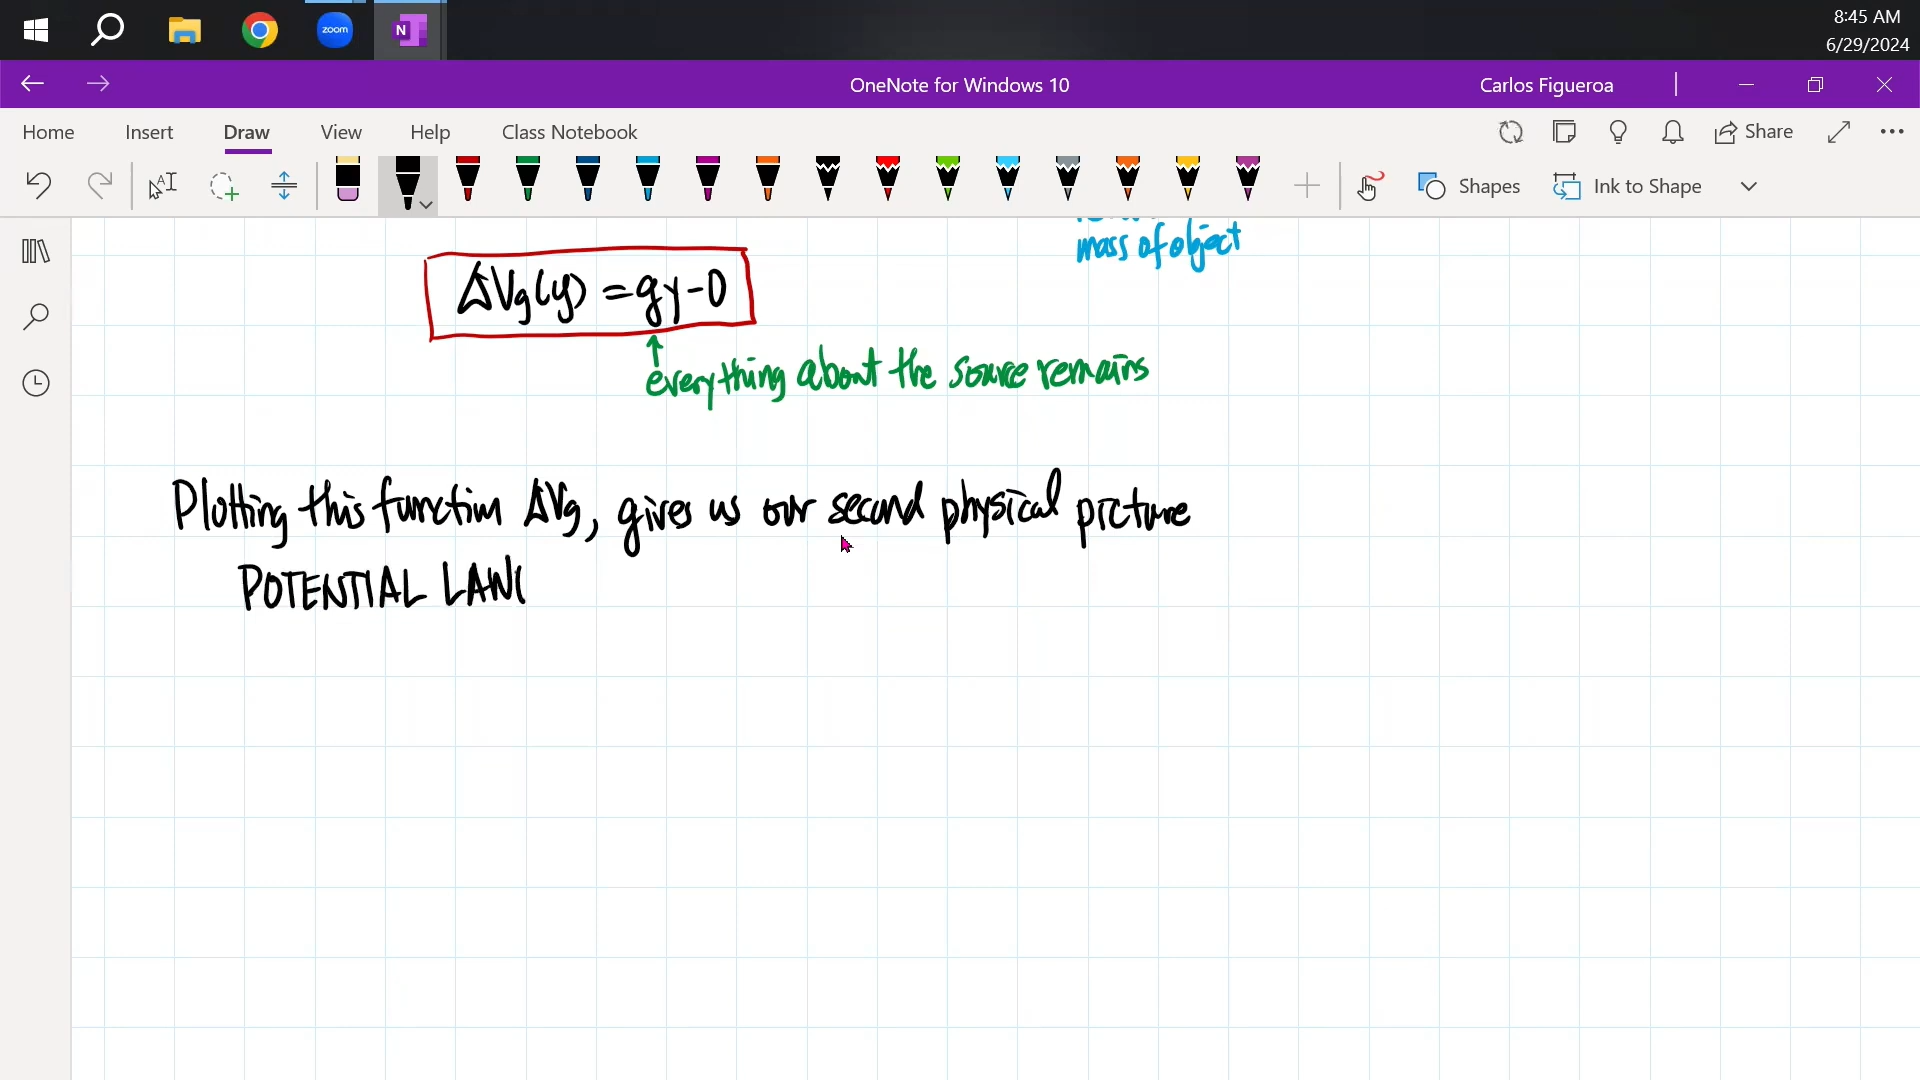 zoom
N
8:45 AM
6/29/2024
OneNote for Windows 10
Carlos Figueroa
Home Insert Draw View Help Class Notebook
Share
Shapes Ink to Shape
mass of object
ΔVg(y) = gy-0
everything about the source remains
Plotting this function ΔVg, gives us our second physical picture
POTENTIAL LAN